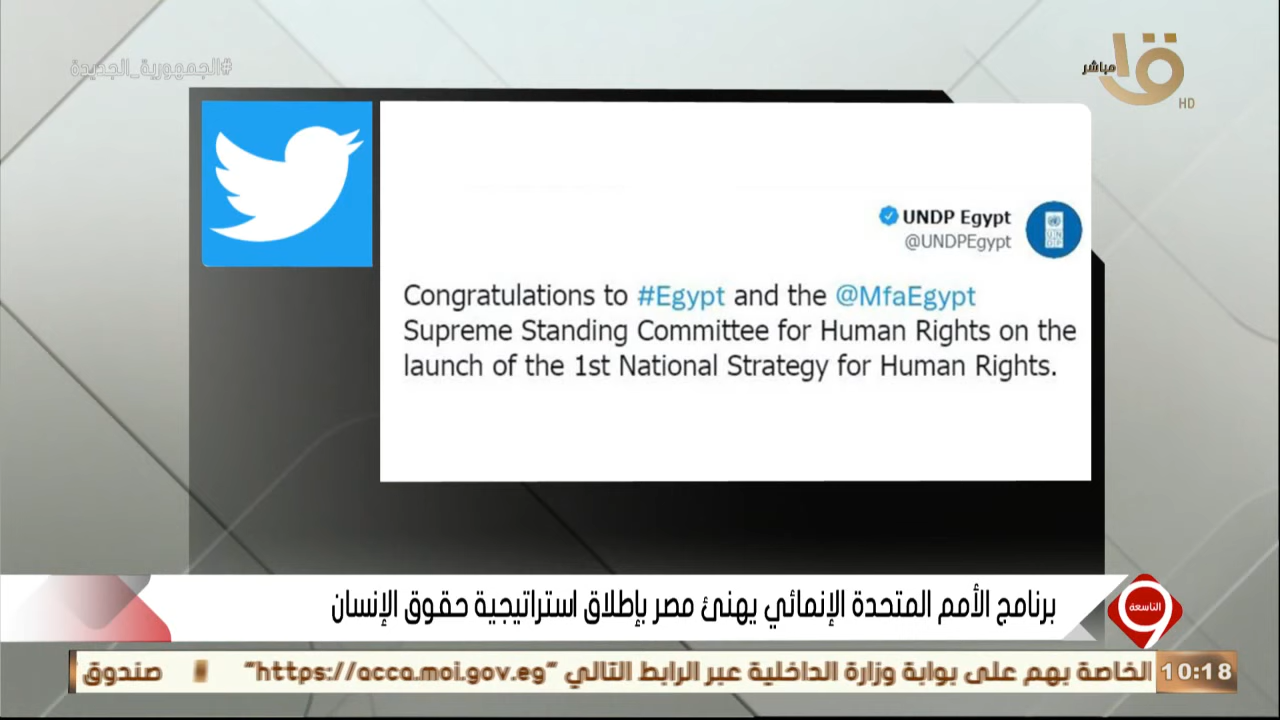 #الجمهورية_الجديدة
مباشر
HD
UNDP Egypt
@UNDPEgypt
Congratulations to #Egypt and the @MfaEgypt
Supreme Standing Committee for Human Rights on the
launch of the 1st National Strategy for Human Rights.
برنامج الأمم المتحدة الإنمائي يهنئ مصر بإطلاق استراتيجية حقوق الإنسان
التاسعة
9
10:18
الخاصة بهم على بوابة وزارة الداخلية عبر الرابط التالي "https://acca.moi.gov.eg" صندوق